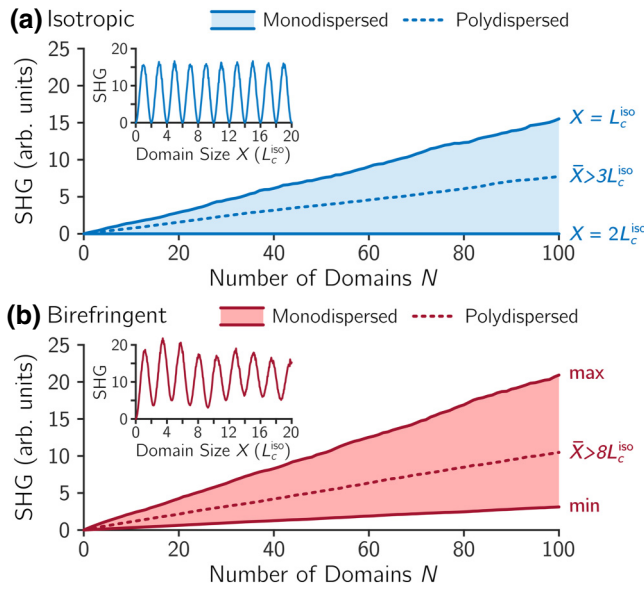 (a) Isotropic
Monodispersed
Polydispersed
SHG (arb. units)
25
20
15
10
5
0
SHG
20
10
0
0 4 8 12 16 20
Domain Size X (L_c^iso)
X = L_c^iso
X̄>3L_c^iso
X = 2L_c^iso
0 20 40 60 80 100
Number of Domains N
(b) Birefringent
Monodispersed
Polydispersed
SHG (arb. units)
25
20
15
10
5
0
SHG
20
10
0
0 4 8 12 16 20
Domain Size X (L_c^iso)
max
X̄>8L_c^iso
min
0 20 40 60 80 100
Number of Domains N